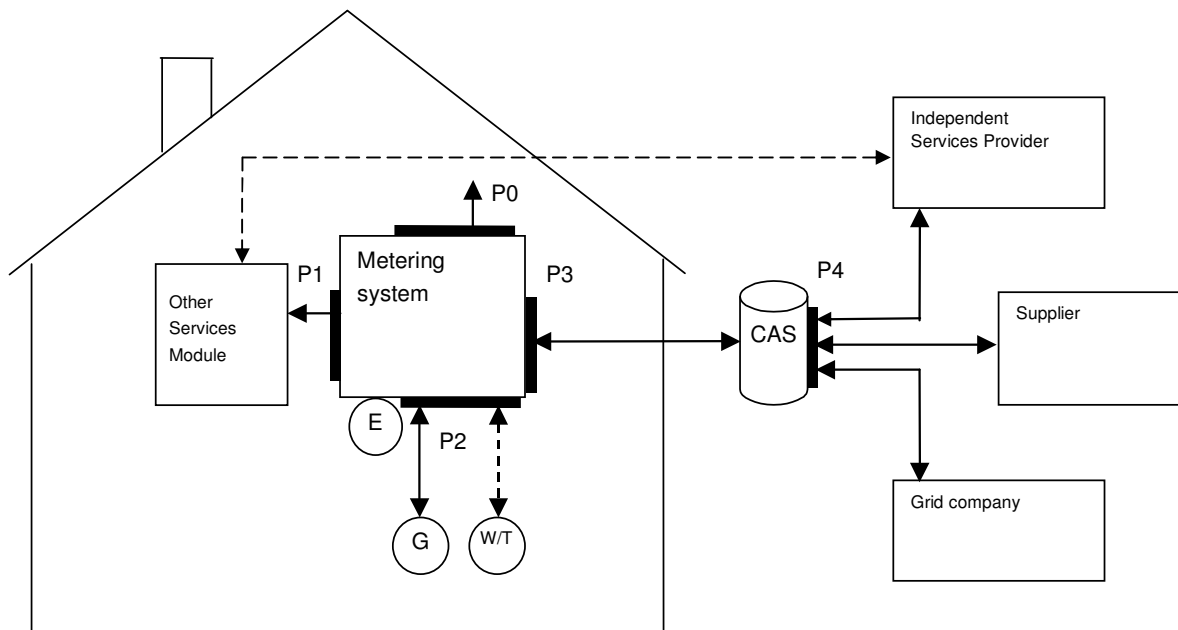 Independent
Services Provider
P0
Metering
system
P1
P3
P4
Other
Services
Module
CAS
Supplier
E
P2
G
W/T
Grid company